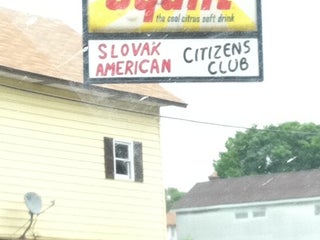 Squirt
the cool citrus soft drink
SLOVAK CITIZENS
AMERICAN CLUB